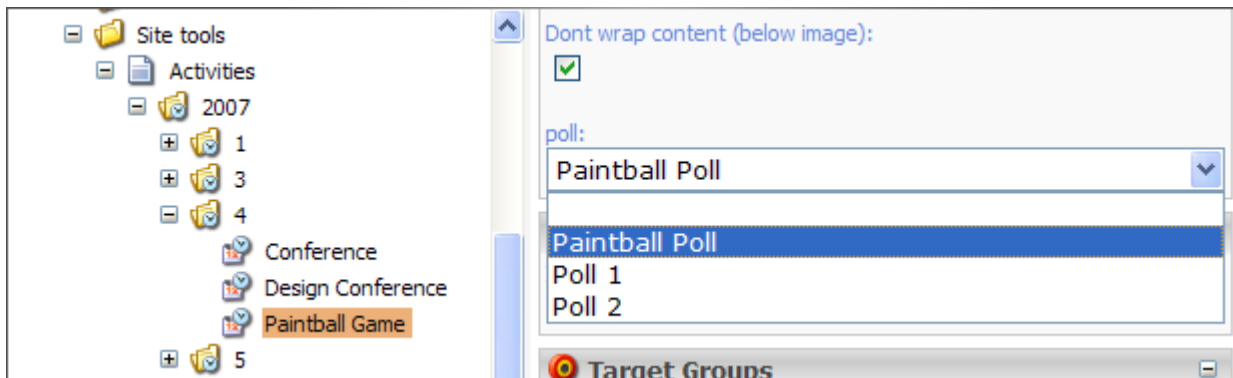 Site tools
Activities
2007
1
3
4
Conference
Design Conference
Paintball Game
5
Dont wrap content (below image):
poll:
Paintball Poll
Paintball Poll
Poll 1
Poll 2
Target Groups